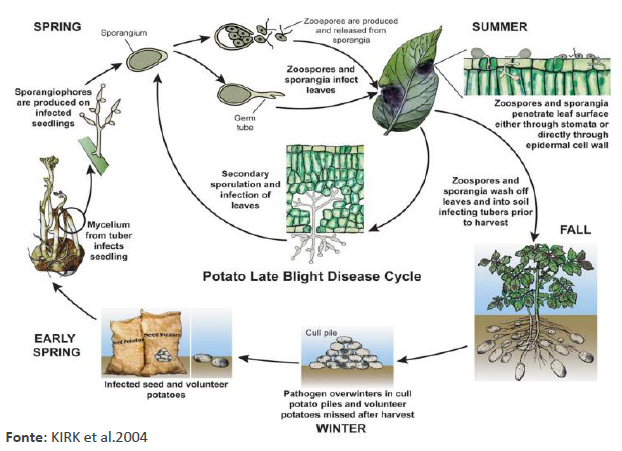 SPRING
Sporangium
Zoospores are produced
and released from
sporangia
SUMMER
Sporangiophores
are produced on
infected
seedlings
Zoospores and
sporangia infect
leaves
Germ
tube
Zoospores and sporangia
penetrate leaf surface
either through stomata or
directly through
epidermal cell wall
Secondary
sporulation and
infection of
leaves
Zoospores and
sporangia wash off
leaves and into soil
infecting tubers prior
to harvest
Mycelium
from tuber
infects
seedling
FALL
Potato Late Blight Disease Cycle
EARLY
SPRING
Seed Potatoes
Seed Potatoes
Cull pile
Infected seed and volunteer
potatoes
Pathogen overwinters in cull
potato piles and volunteer
potatoes missed after harvest
WINTER
Fonte: KIRK et al.2004